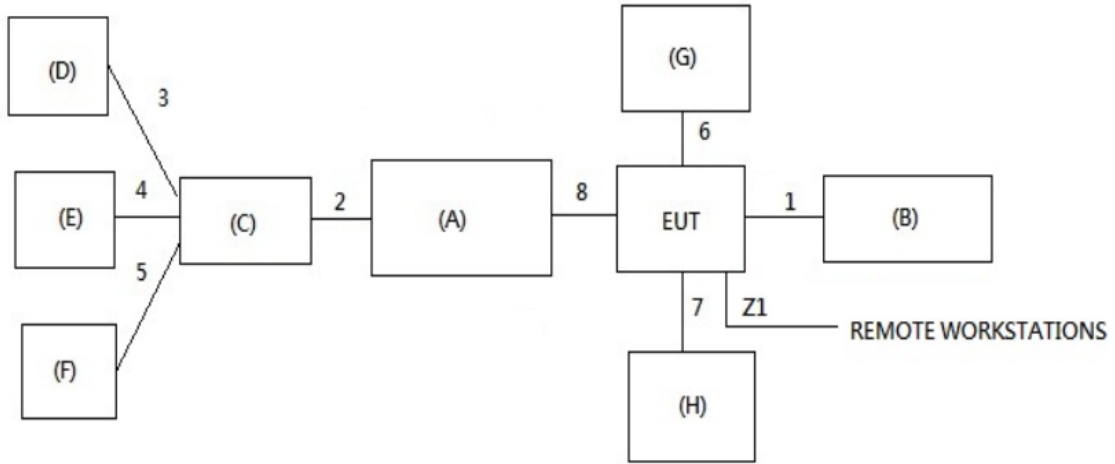 (D)
3
(G)
6
(E)
4
(C)
2
(A)
8
EUT
1
(B)
5
7
Z1
REMOTE WORKSTATIONS
(F)
(H)